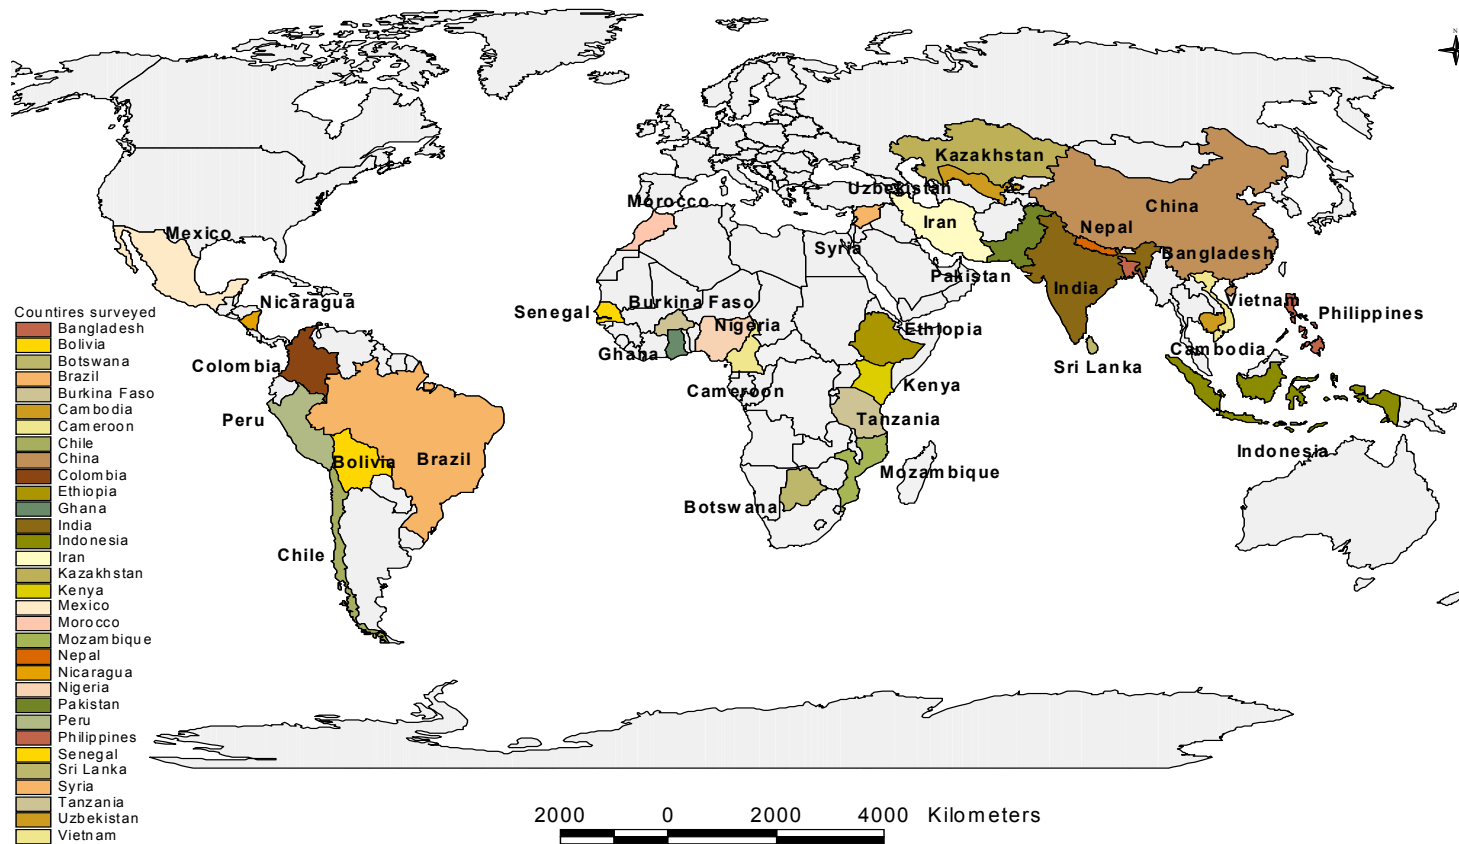 N
Kazakhstan
Uzbekistan
Morocco
China
Iran
Nepal
Mexico
Syria
Bangladesh
Pakistan
India
Nicaragua
Burkina Faso
Senegal
Vietnam
Philippines
Nigeria
Ethiopia
Ghana
Cambodia
Sri Lanka
Colombia
Cameroon
Kenya
Peru
Tanzania
Indonesia
Bolivia
Brazil
Mozambique
Botswana
Chile
Countires surveyed
Bangladesh
Bolivia
Botswana
Brazil
Burkina Faso
Cambodia
Cameroon
Chile
China
Colombia
Ethiopia
Ghana
India
Indonesia
Iran
Kazakhstan
Kenya
Mexico
Morocco
Mozambique
Nepal
Nicaragua
Nigeria
Pakistan
Peru
Philippines
Senegal
Sri Lanka
Syria
Tanzania
Uzbekistan
Vietnam
2000 0 2000 4000 Kilometers